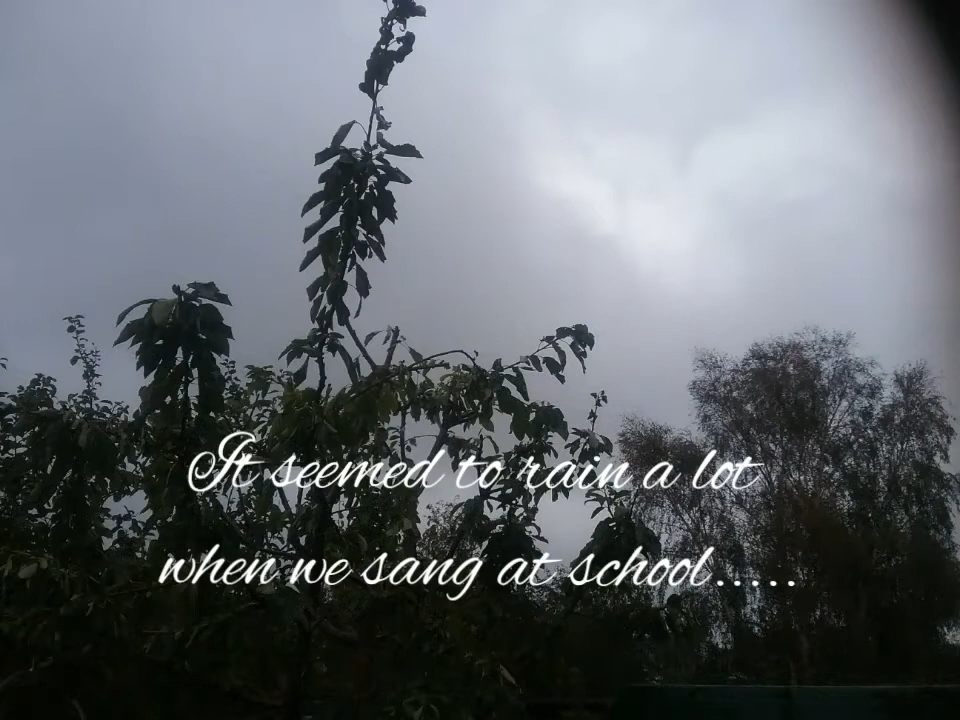 It seemed to rain a lot
when we sang at school.....